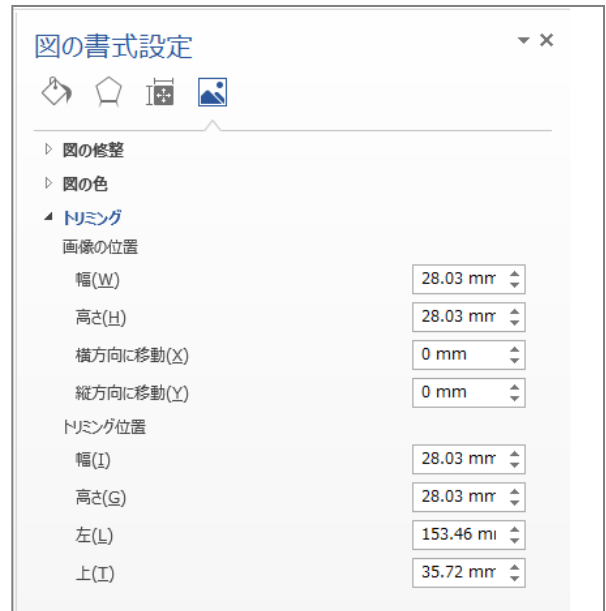 図の書式設定
図の修整
図の色
トリミング
画像の位置
幅(W) 28.03 mm
高さ(H) 28.03 mm
横方向に移動(X) 0 mm
縦方向に移動(Y) 0 mm
トリミング位置
幅(I) 28.03 mm
高さ(G) 28.03 mm
左(L) 153.46 mm
上(T) 35.72 mm